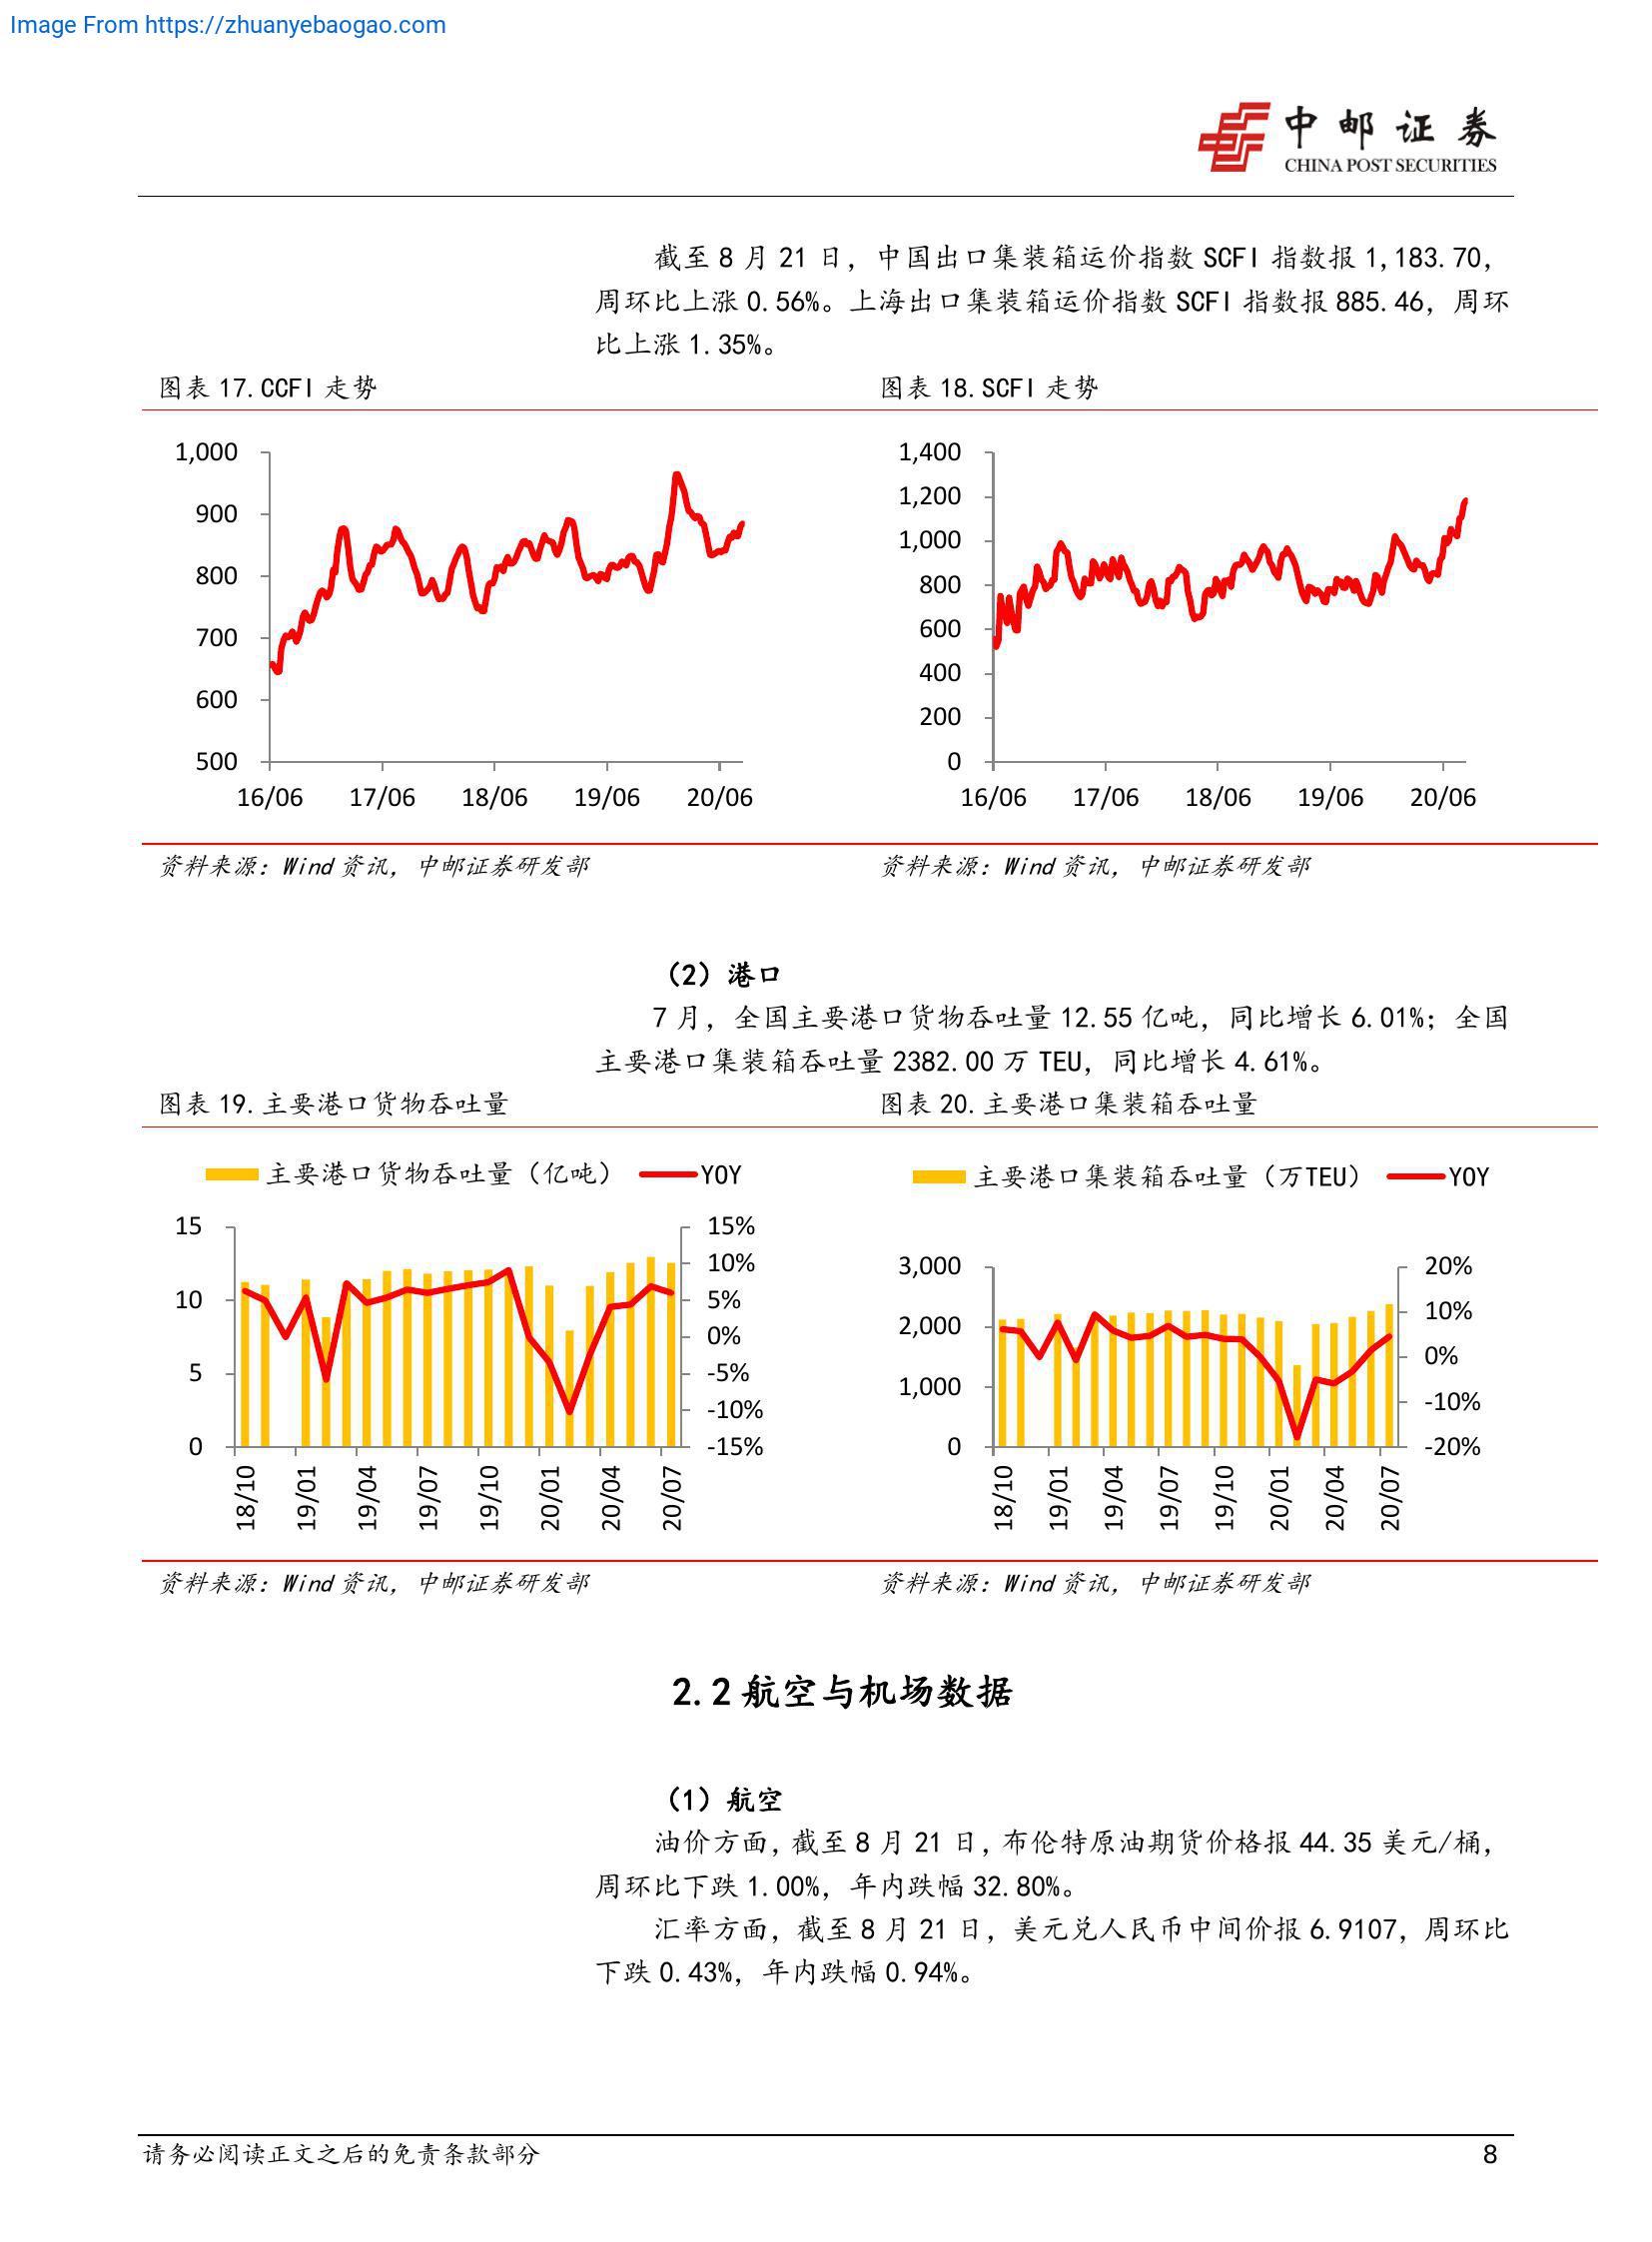 Image From https://zhuanyebaogao.com
中邮证券
CHINA POST SECURITIES
截至 8 月 21 日，中国出口集装箱运价指数 SCFI 指数报 1,183.70，
周环比上涨 0.56%。上海出口集装箱运价指数 SCFI 指数报 885.46，周环
比上涨 1.35%。
图表 17.CCFI 走势
图表 18.SCFI 走势
1,000
900
800
700
600
500
16/06 17/06 18/06 19/06 20/06
1,400
1,200
1,000
800
600
400
200
0
16/06 17/06 18/06 19/06 20/06
资料来源：Wind 资讯，中邮证券研发部
资料来源：Wind 资讯，中邮证券研发部
（2）港口
7 月，全国主要港口货物吞吐量 12.55 亿吨，同比增长 6.01%；全国
主要港口集装箱吞吐量 2382.00 万 TEU，同比增长 4.61%。
图表 19.主要港口货物吞吐量
图表 20.主要港口集装箱吞吐量
主要港口货物吞吐量（亿吨） YOY
15
10
5
0
15%
10%
5%
0%
-5%
-10%
-15%
18/10 19/01 19/04 19/07 19/10 20/01 20/04 20/07
主要港口集装箱吞吐量（万TEU） YOY
3,000
2,000
1,000
0
20%
10%
0%
-10%
-20%
18/10 19/01 19/04 19/07 19/10 20/01 20/04 20/07
资料来源：Wind 资讯，中邮证券研发部
资料来源：Wind 资讯，中邮证券研发部
2.2 航空与机场数据
（1）航空
油价方面，截至 8 月 21 日，布伦特原油期货价格报 44.35 美元/桶，
周环比下跌 1.00%，年内跌幅 32.80%。
汇率方面，截至 8 月 21 日，美元兑人民币中间价报 6.9107，周环比
下跌 0.43%，年内跌幅 0.94%。
请务必阅读正文之后的免责条款部分
8